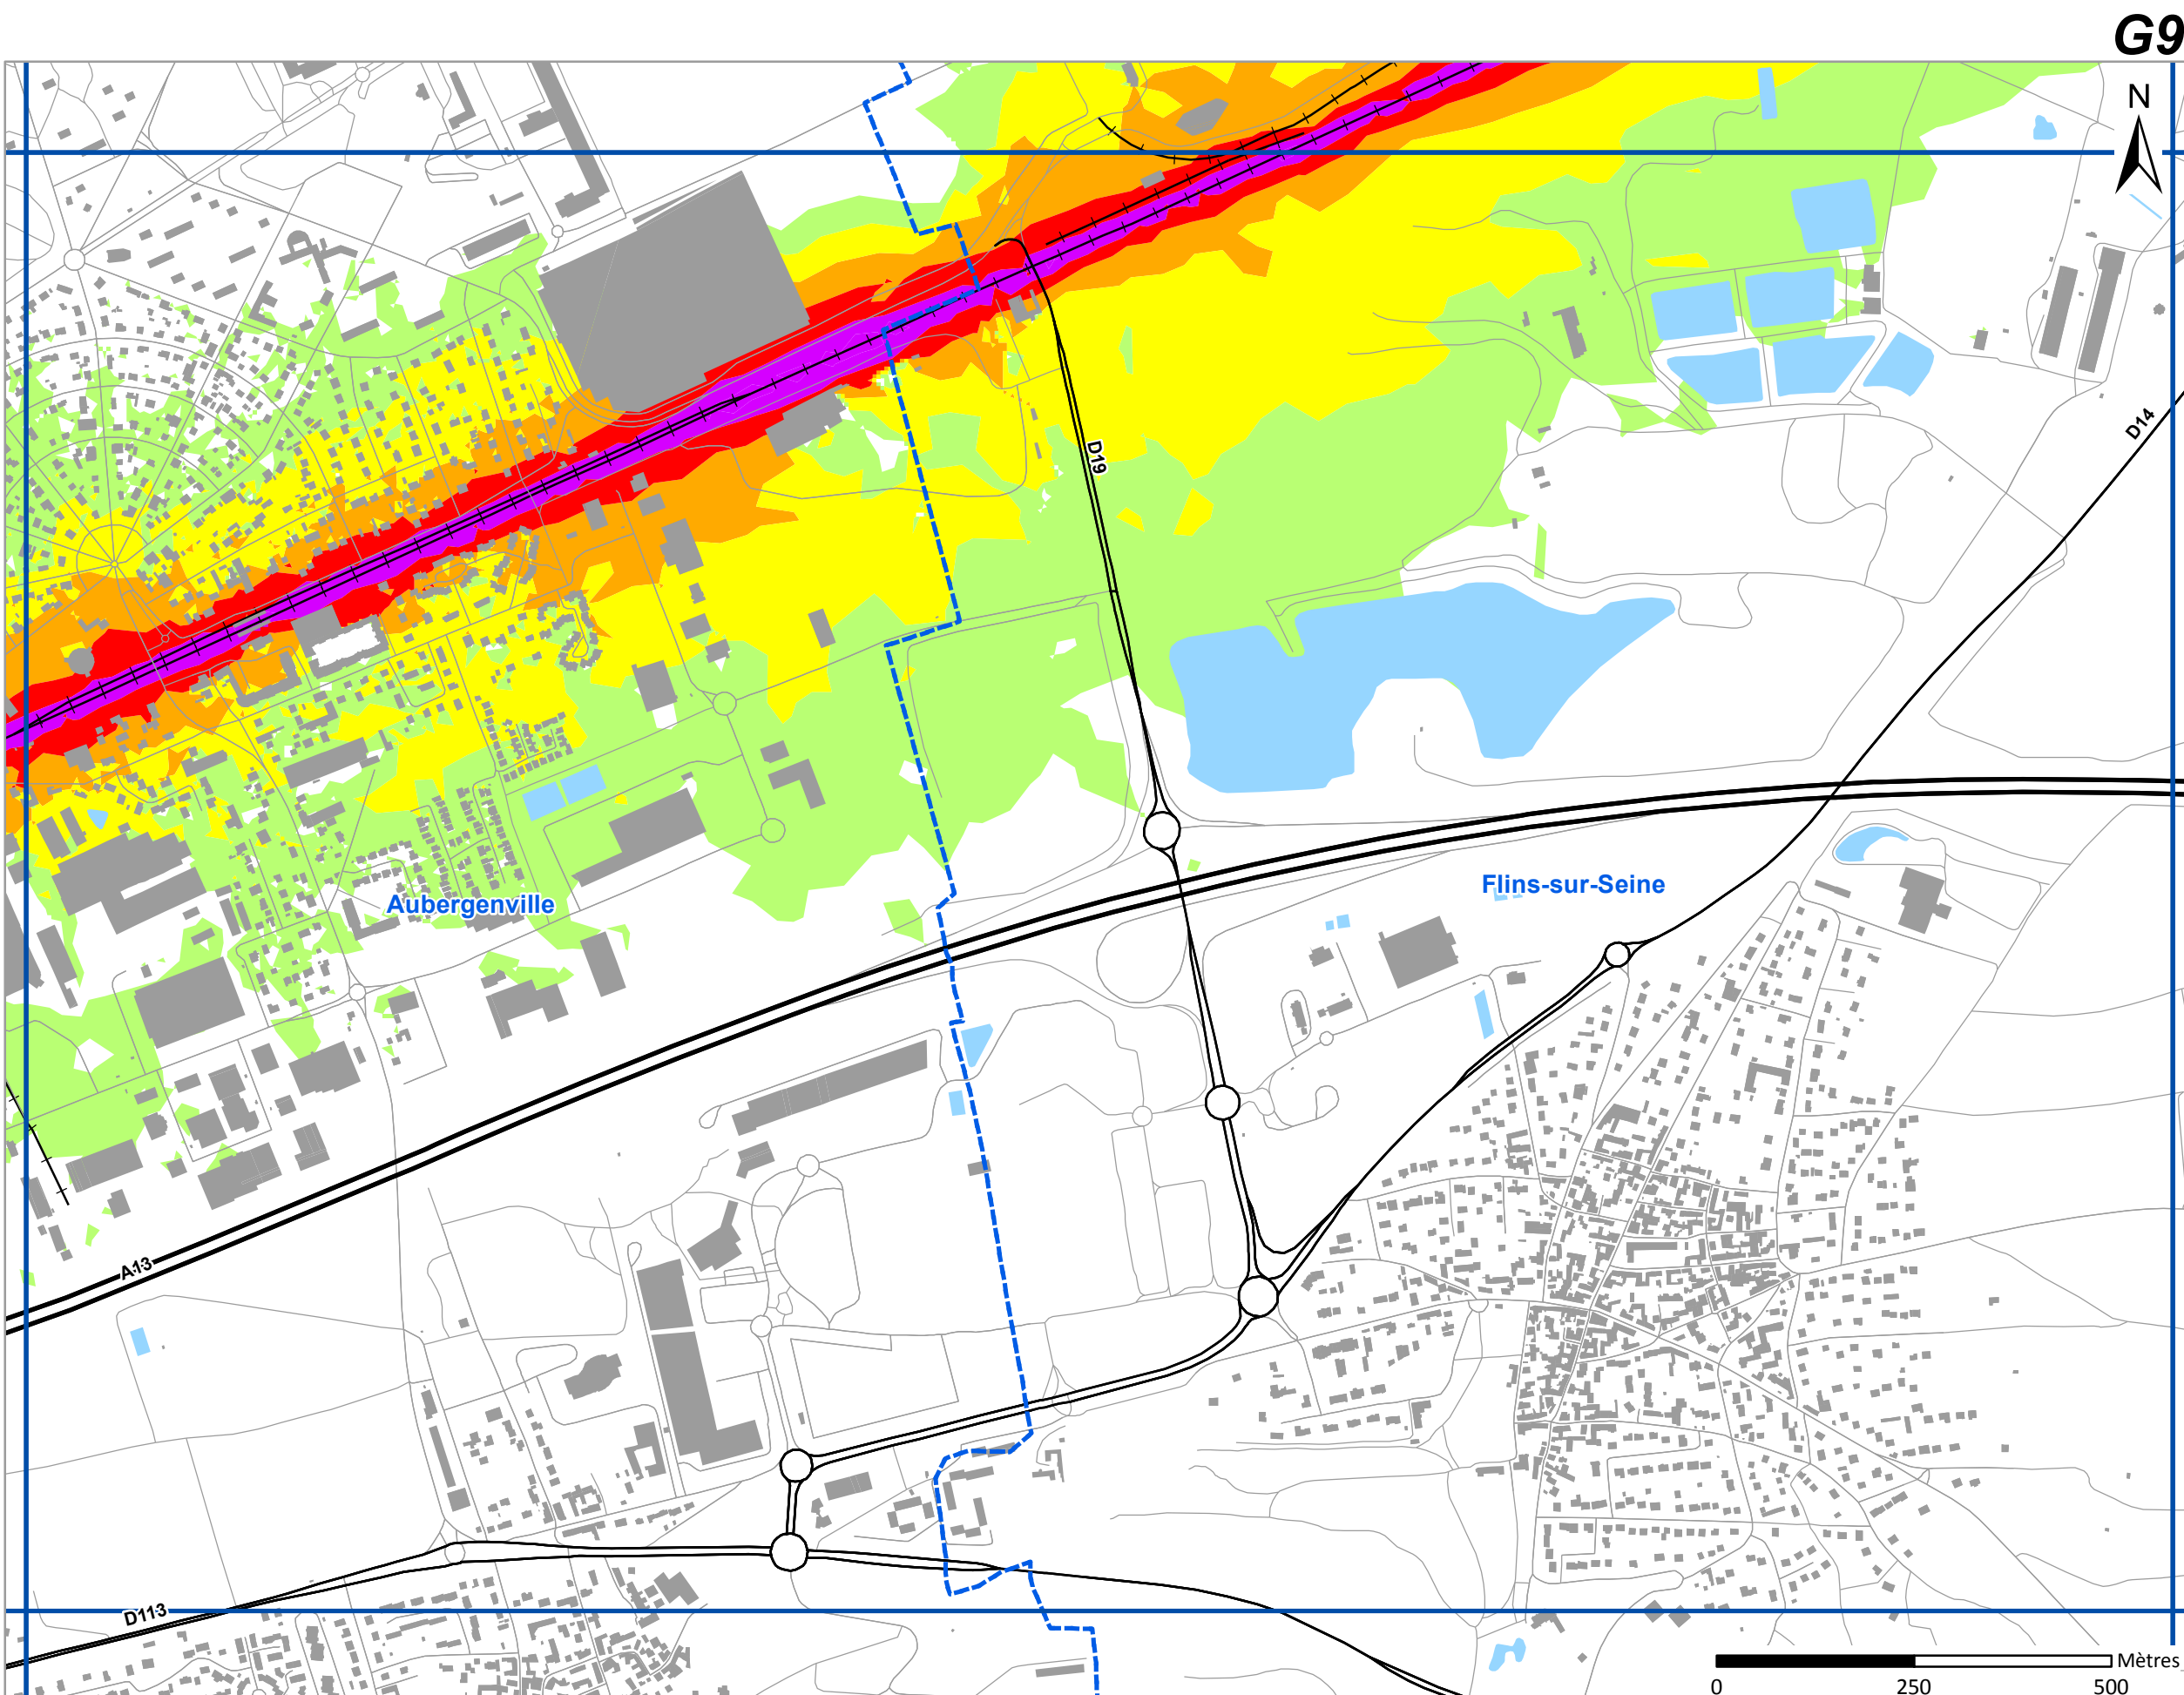 G9
N
D14
D19
Flins-sur-Seine
Aubergenville
A13
D113
Mètres
0 250 500